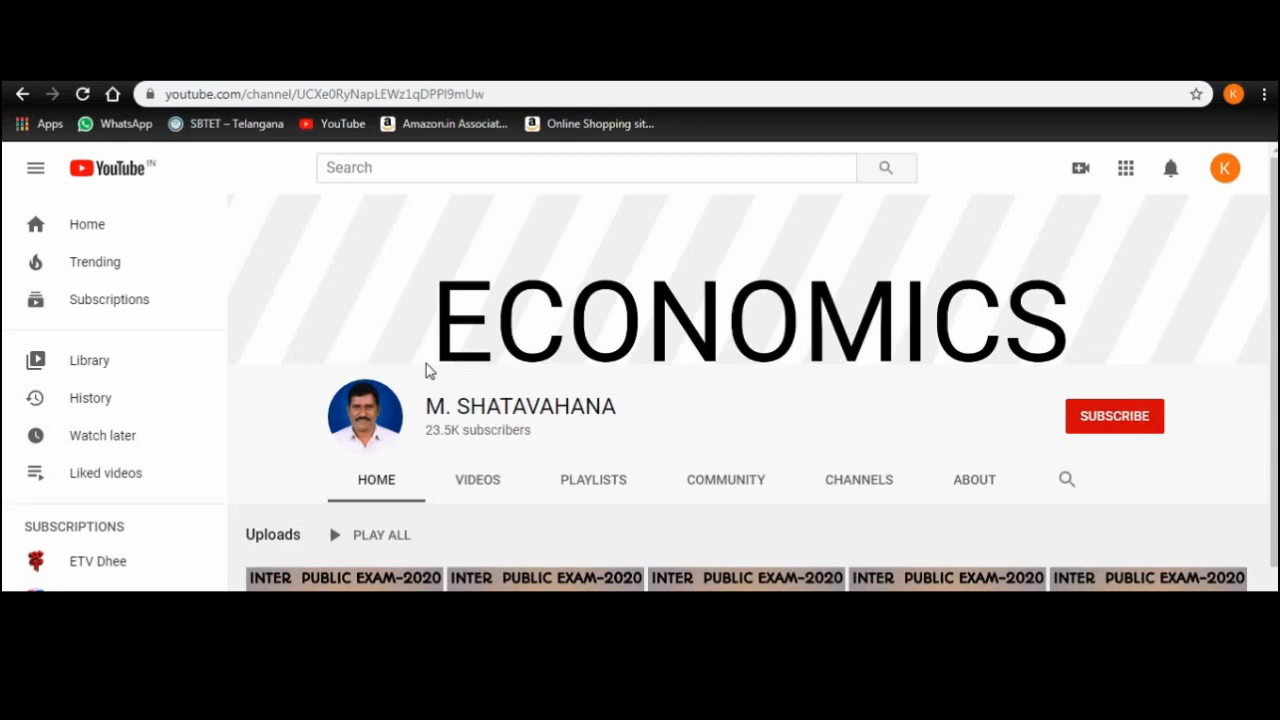 youtube.com/channel/UCXe0RyNapLEWz1qDPPl9mUw
K
Apps WhatsApp SBTET – Telangana YouTube Amazon.in Associat... Online Shopping sit...
YouTube IN
Search
K
Home
Trending
Subscriptions
Library
History
Watch later
Liked videos
SUBSCRIPTIONS
ETV Dhee
ECONOMICS
M. SHATAVAHANA
23.5K subscribers
SUBSCRIBE
HOME VIDEOS PLAYLISTS COMMUNITY CHANNELS ABOUT
Uploads PLAY ALL
INTER PUBLIC EXAM-2020 INTER PUBLIC EXAM-2020 INTER PUBLIC EXAM-2020 INTER PUBLIC EXAM-2020 INTER PUBLIC EXAM-2020